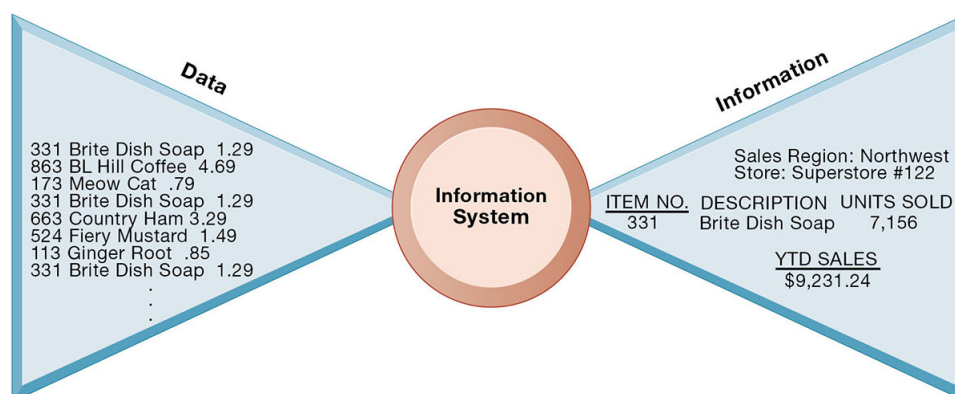 Data
331 Brite Dish Soap 1.29
863 BL Hill Coffee 4.69
173 Meow Cat .79
331 Brite Dish Soap 1.29
663 Country Ham 3.29
524 Fiery Mustard 1.49
113 Ginger Root .85
331 Brite Dish Soap 1.29
.
.
.
Information
System
Information
Sales Region: Northwest
Store: Superstore #122
ITEM NO. DESCRIPTION UNITS SOLD
331 Brite Dish Soap 7,156
YTD SALES
$9,231.24